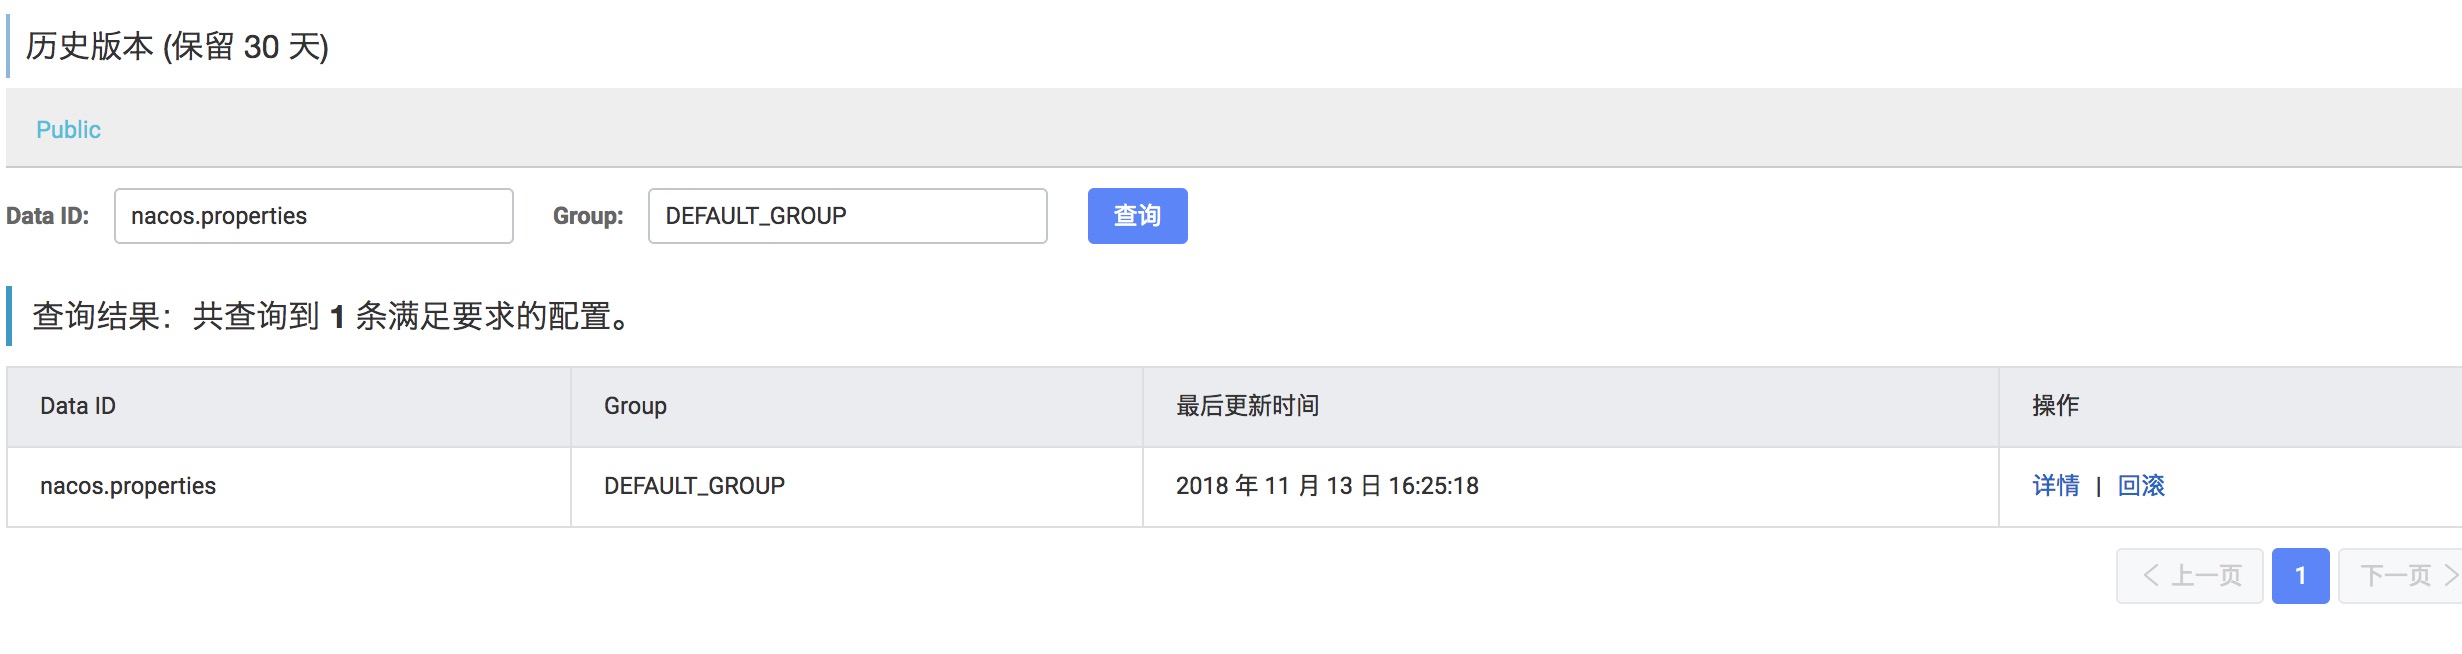 历史版本 (保留 30 天)
Public
Data ID: nacos.properties Group: DEFAULT_GROUP 查询
查询结果：共查询到 1 条满足要求的配置。
Data ID Group 最后更新时间 操作
nacos.properties DEFAULT_GROUP 2018 年 11 月 13 日 16:25:18 详情 | 回滚
上一页 1 下一页